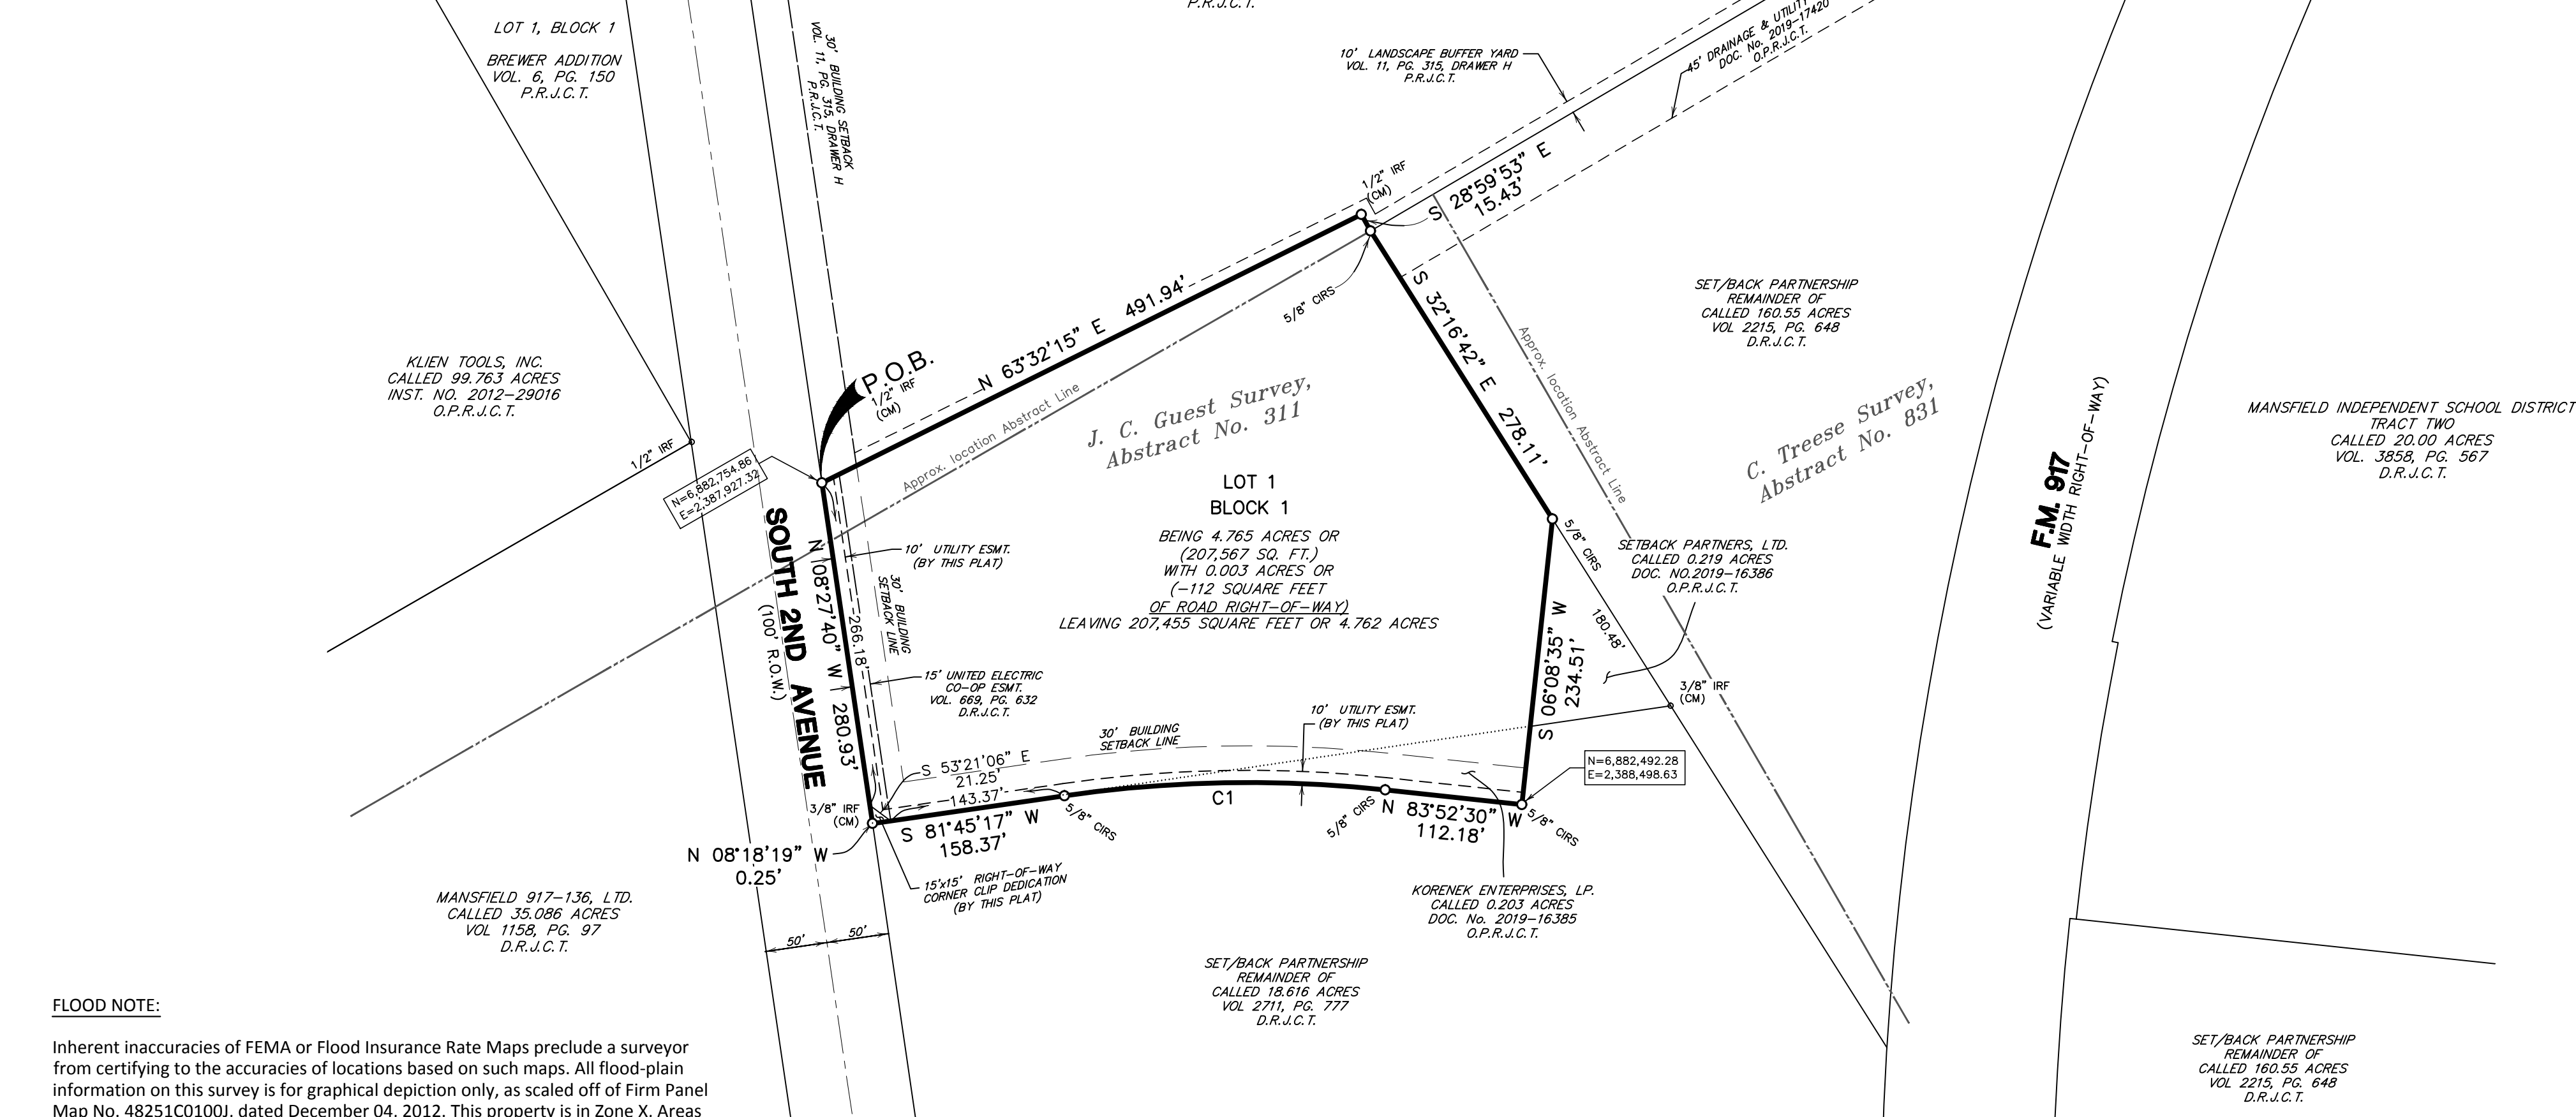 P.R.J.C.T.
LOT 1, BLOCK 1
BREWER ADDITION
VOL. 6, PG. 150
P.R.J.C.T.
30' BUILDING SETBACK
VOL. 11, PG. 315, DRAWER H
P.R.J.C.T.
10' LANDSCAPE BUFFER YARD
VOL. 11, PG. 315, DRAWER H
P.R.J.C.T.
45' DRAINAGE & UTILITY
DOC. No. 2019-17420
O.P.R.J.C.T.
1/2" IRF
(CM)
S 28°59'53" E
15.43'
5/8" CIRS
N 63°32'15" E 491.94'
S 32°16'42" E 278.11'
Approx. location Abstract Line
SET/BACK PARTNERSHIP
REMAINDER OF
CALLED 160.55 ACRES
VOL 2215, PG. 648
D.R.J.C.T.
KLIEN TOOLS, INC.
CALLED 99.763 ACRES
INST. NO. 2012-29016
O.P.R.J.C.T.
1/2" IRF
P.O.B.
1/2" IRF
(CM)
N=6,882,754.86
E=2,387,927.32
Approx. location Abstract Line
J. C. Guest Survey,
Abstract No. 311
C. Treese Survey,
Abstract No. 831
F.M. 917
(VARIABLE WIDTH RIGHT-OF-WAY)
MANSFIELD INDEPENDENT SCHOOL DISTRICT
TRACT TWO
CALLED 20.00 ACRES
VOL. 3858, PG. 567
D.R.J.C.T.
LOT 1
BLOCK 1
BEING 4.765 ACRES OR
(207,567 SQ. FT.)
WITH 0.003 ACRES OR
(-112 SQUARE FEET
OF ROAD RIGHT-OF-WAY)
LEAVING 207,455 SQUARE FEET OR 4.762 ACRES
SOUTH 2ND AVENUE
(100' R.O.W.)
N 08°27'40" W 280.93'
266.18'
10' UTILITY ESMT.
(BY THIS PLAT)
30' BUILDING
SETBACK LINE
15' UNITED ELECTRIC
CO-OP ESMT.
VOL. 669, PG. 632
D.R.J.C.T.
5/8" CIRS
SETBACK PARTNERS, LTD.
CALLED 0.219 ACRES
DOC. NO.2019-16386
O.P.R.J.C.T.
180.48'
S 06°08'35" W
234.51'
3/8" IRF
(CM)
10' UTILITY ESMT.
(BY THIS PLAT)
30' BUILDING
SETBACK LINE
N=6,882,492.28
E=2,388,498.63
S 53°21'06" E
21.25'
143.37'
3/8" IRF
(CM)
S 81°45'17" W
158.37'
5/8" CIRS
C1
5/8" CIRS
N 83°52'30" W
112.18'
5/8" CIRS
N 08°18'19" W
0.25'
15'x15' RIGHT-OF-WAY
CORNER CLIP DEDICATION
(BY THIS PLAT)
KORENEK ENTERPRISES, LP.
CALLED 0.203 ACRES
DOC. No. 2019-16385
O.P.R.J.C.T.
MANSFIELD 917-136, LTD.
CALLED 35.086 ACRES
VOL 1158, PG. 97
D.R.J.C.T.
50' 50'
SET/BACK PARTNERSHIP
REMAINDER OF
CALLED 18.616 ACRES
VOL 2711, PG. 777
D.R.J.C.T.
SET/BACK PARTNERSHIP
REMAINDER OF
CALLED 160.55 ACRES
VOL 2215, PG. 648
D.R.J.C.T.
FLOOD NOTE:
Inherent inaccuracies of FEMA or Flood Insurance Rate Maps preclude a surveyor
from certifying to the accuracies of locations based on such maps. All flood-plain
information on this survey is for graphical depiction only, as scaled off of Firm Panel
Map No. 48251C0100J, dated December 04, 2012. This property is in Zone X, Areas